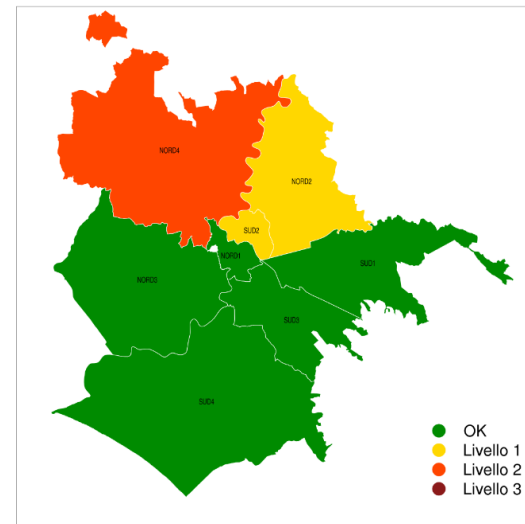 NORD4
NORD2
SUD2
NORD1
SUD1
NORD3
SUD3
SUD4
OK
Livello 1
Livello 2
Livello 3